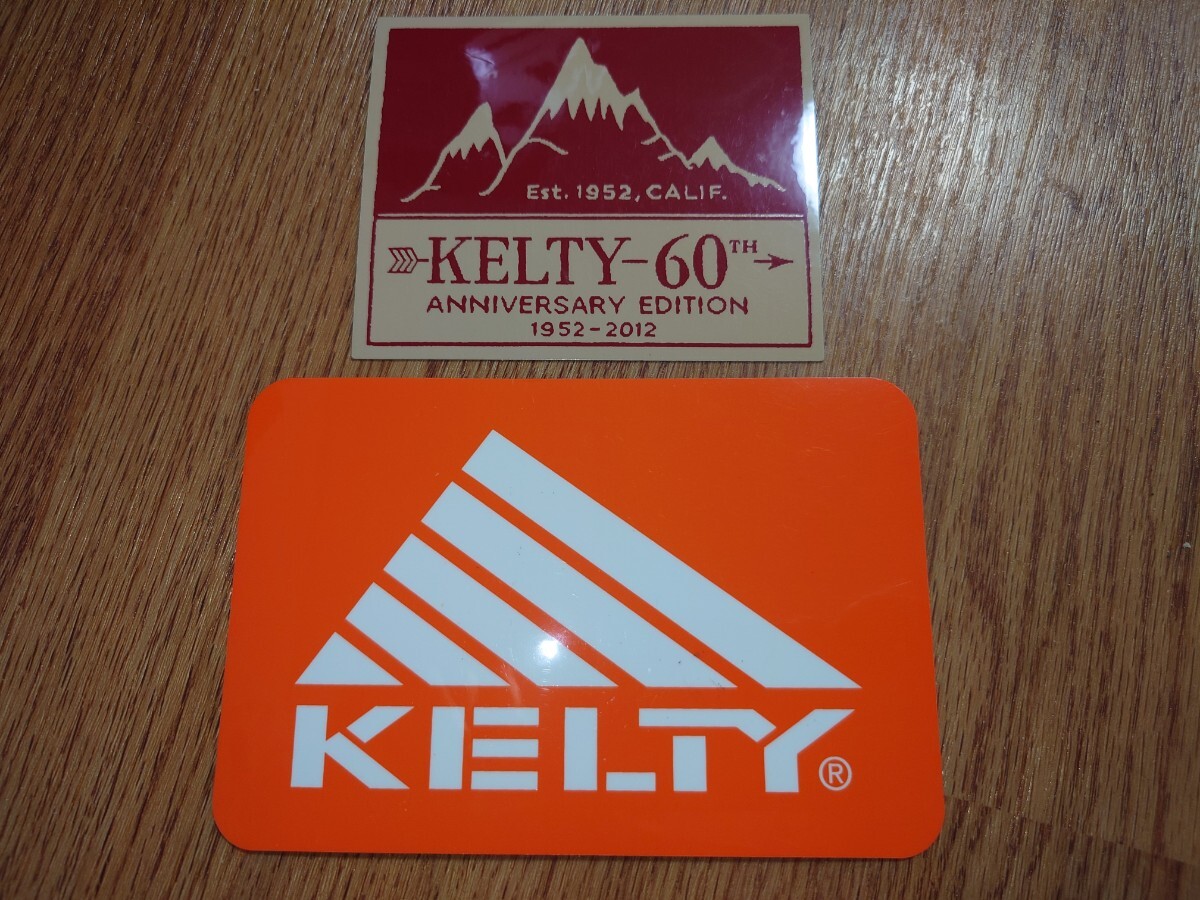 Est. 1952, CALIF.
KELTY-60TH
ANNIVERSARY EDITION
1952-2012
KELTY®